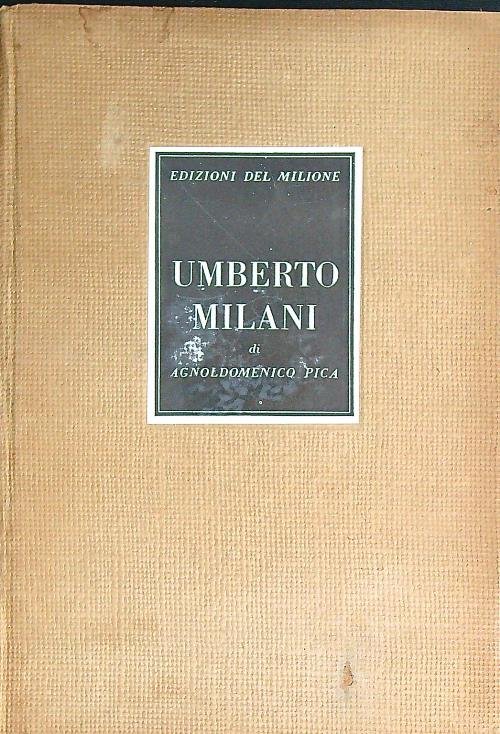 EDIZIONI DEL MILIONE
UMBERTO
MILANI
di
AGNOLDOMENICO PICA